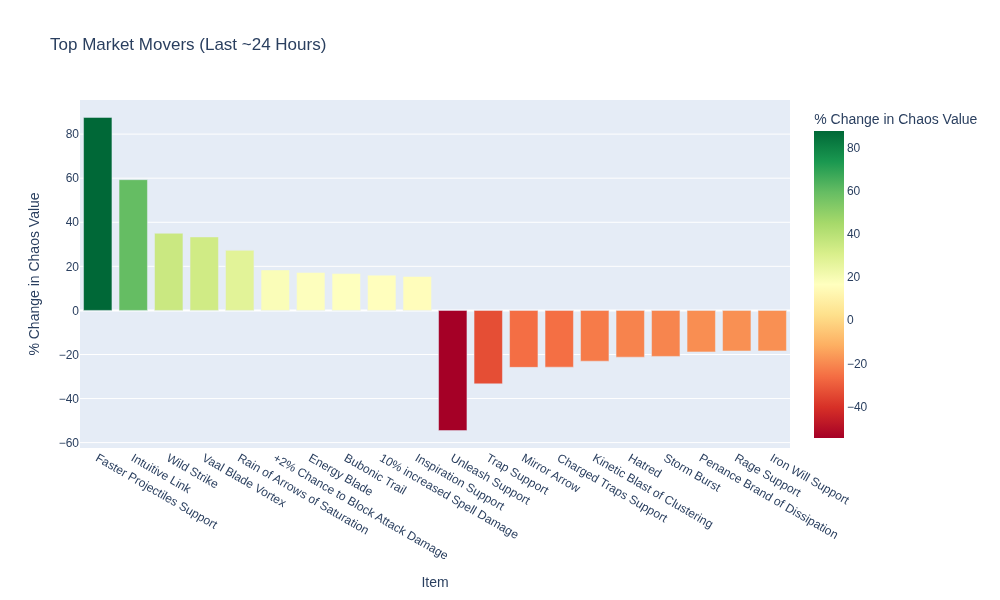 Top Market Movers (Last ~24 Hours)
% Change in Chaos Value
80
60
40
20
0
−20
−40
−60
% Change in Chaos Value
80
60
40
20
0
−20
−40
Faster Projectiles Support
Intuitive Link
Wild Strike
Vaal Blade Vortex
Rain of Arrows of Saturation
+2% Chance to Block Attack Damage
Energy Blade
Bubonic Trail
10% increased Spell Damage
Inspiration Support
Unleash Support
Trap Support
Mirror Arrow
Charged Traps Support
Kinetic Blast of Clustering
Hatred
Storm Burst
Penance Brand of Dissipation
Rage Support
Iron Will Support
Item